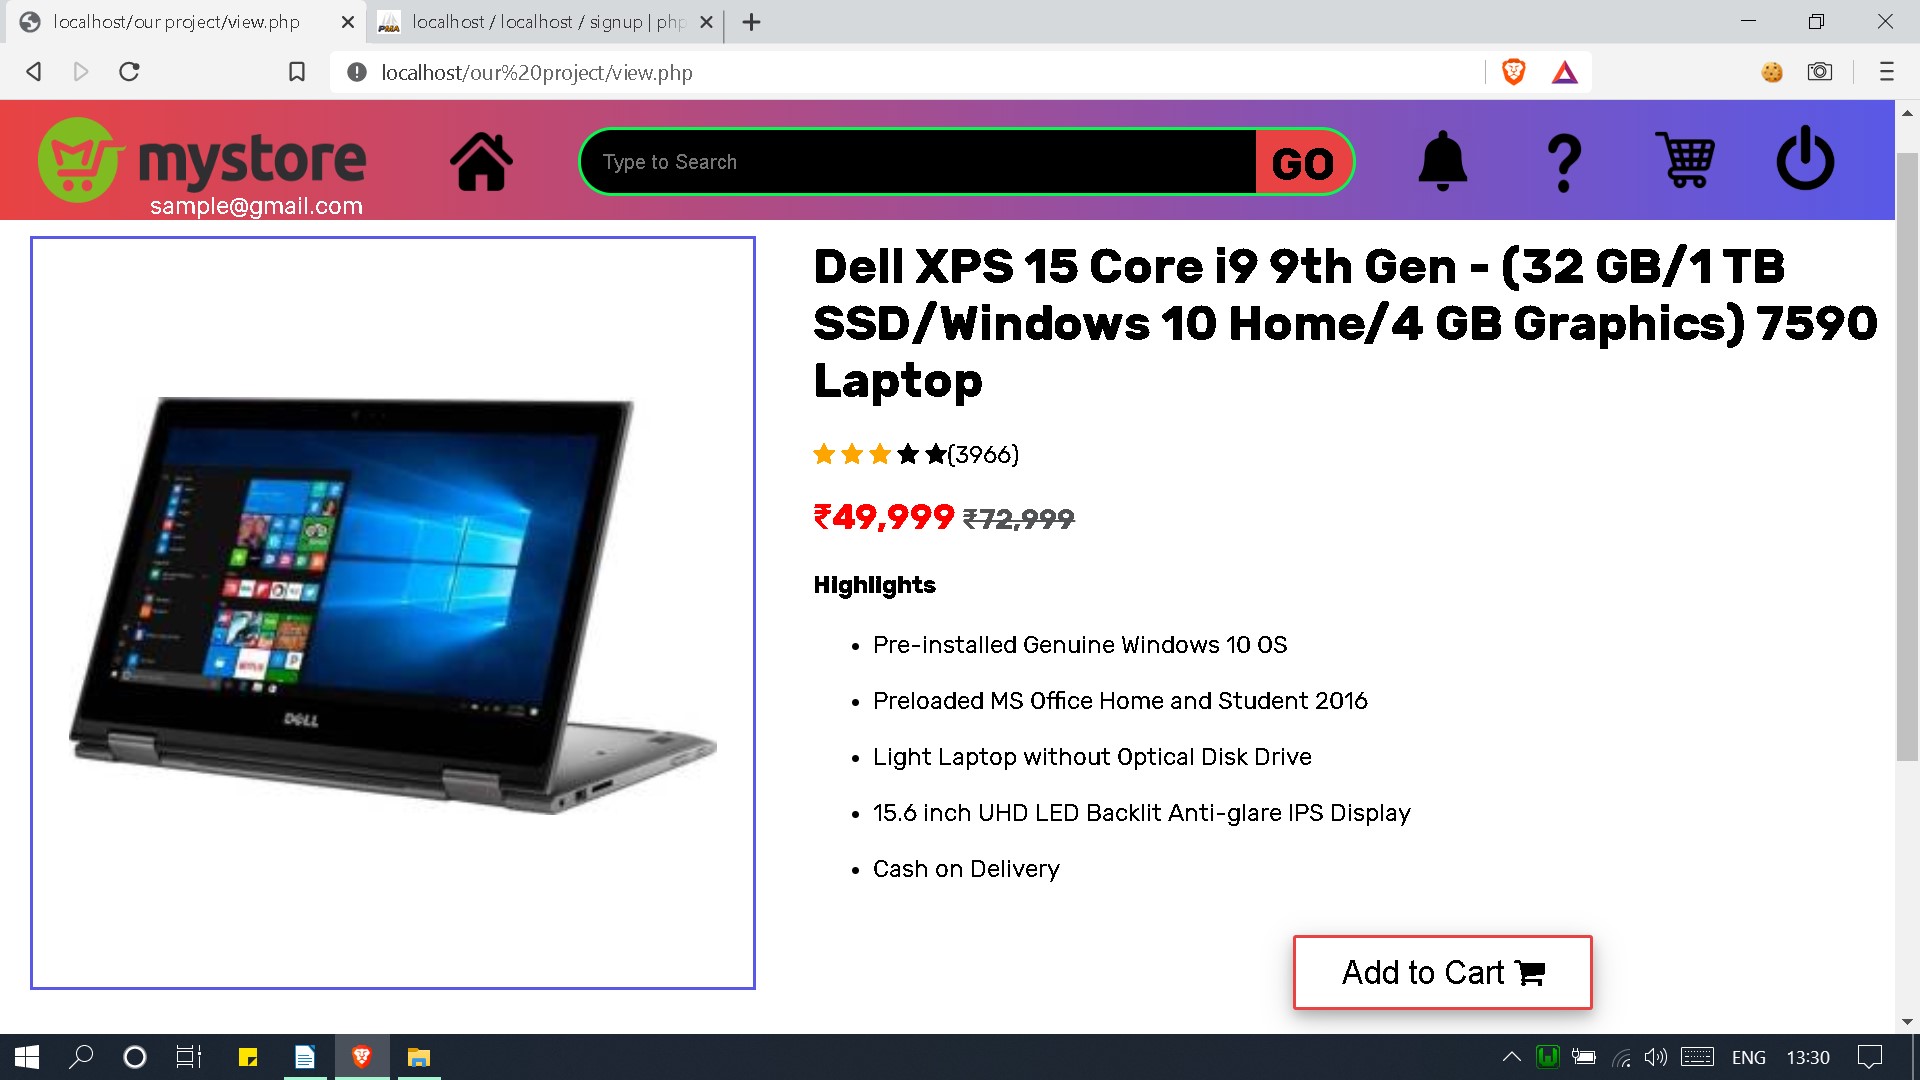 localhost/our project/view.php
localhost / localhost / signup | php
localhost/our%20project/view.php
mystore
sample@gmail.com
Type to Search
GO
Dell XPS 15 Core i9 9th Gen - (32 GB/1 TB
SSD/Windows 10 Home/4 GB Graphics) 7590
Laptop
(3966)
₹49,999 ₹72,999
Highlights
Pre-installed Genuine Windows 10 OS
Preloaded MS Office Home and Student 2016
Light Laptop without Optical Disk Drive
15.6 inch UHD LED Backlit Anti-glare IPS Display
Cash on Delivery
Add to Cart
DELL
ENG 13:30